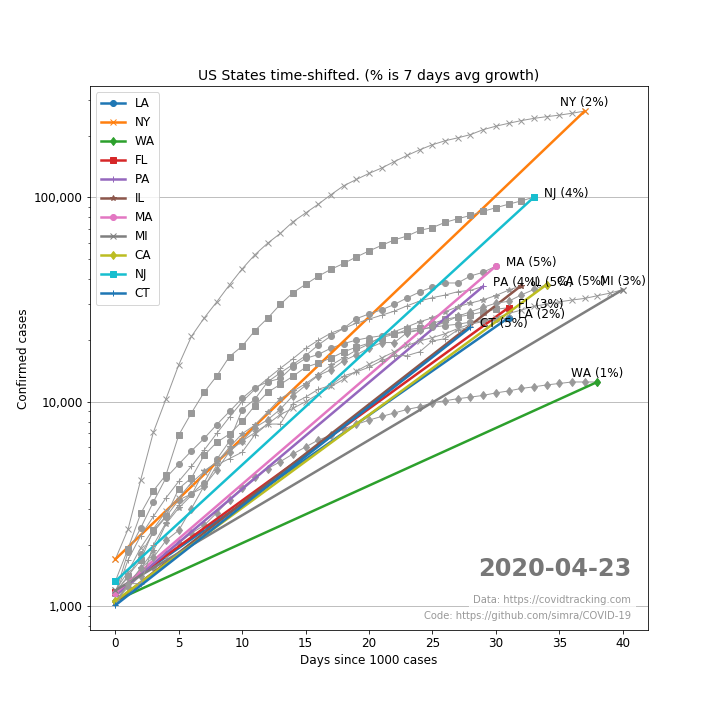 US States time-shifted. (% is 7 days avg growth)
LA
NY
WA
FL
PA
IL
MA
MI
CA
NJ
CT
NY (2%)
NJ (4%)
MA (5%)
PA (4%)
IL (5%)
CA (5%)
MI (3%)
FL (3%)
LA (2%)
CT (5%)
WA (1%)
100,000
10,000
1,000
Confirmed cases
2020-04-23
Data: https://covidtracking.com
Code: https://github.com/simra/COVID-19
0 5 10 15 20 25 30 35 40
Days since 1000 cases